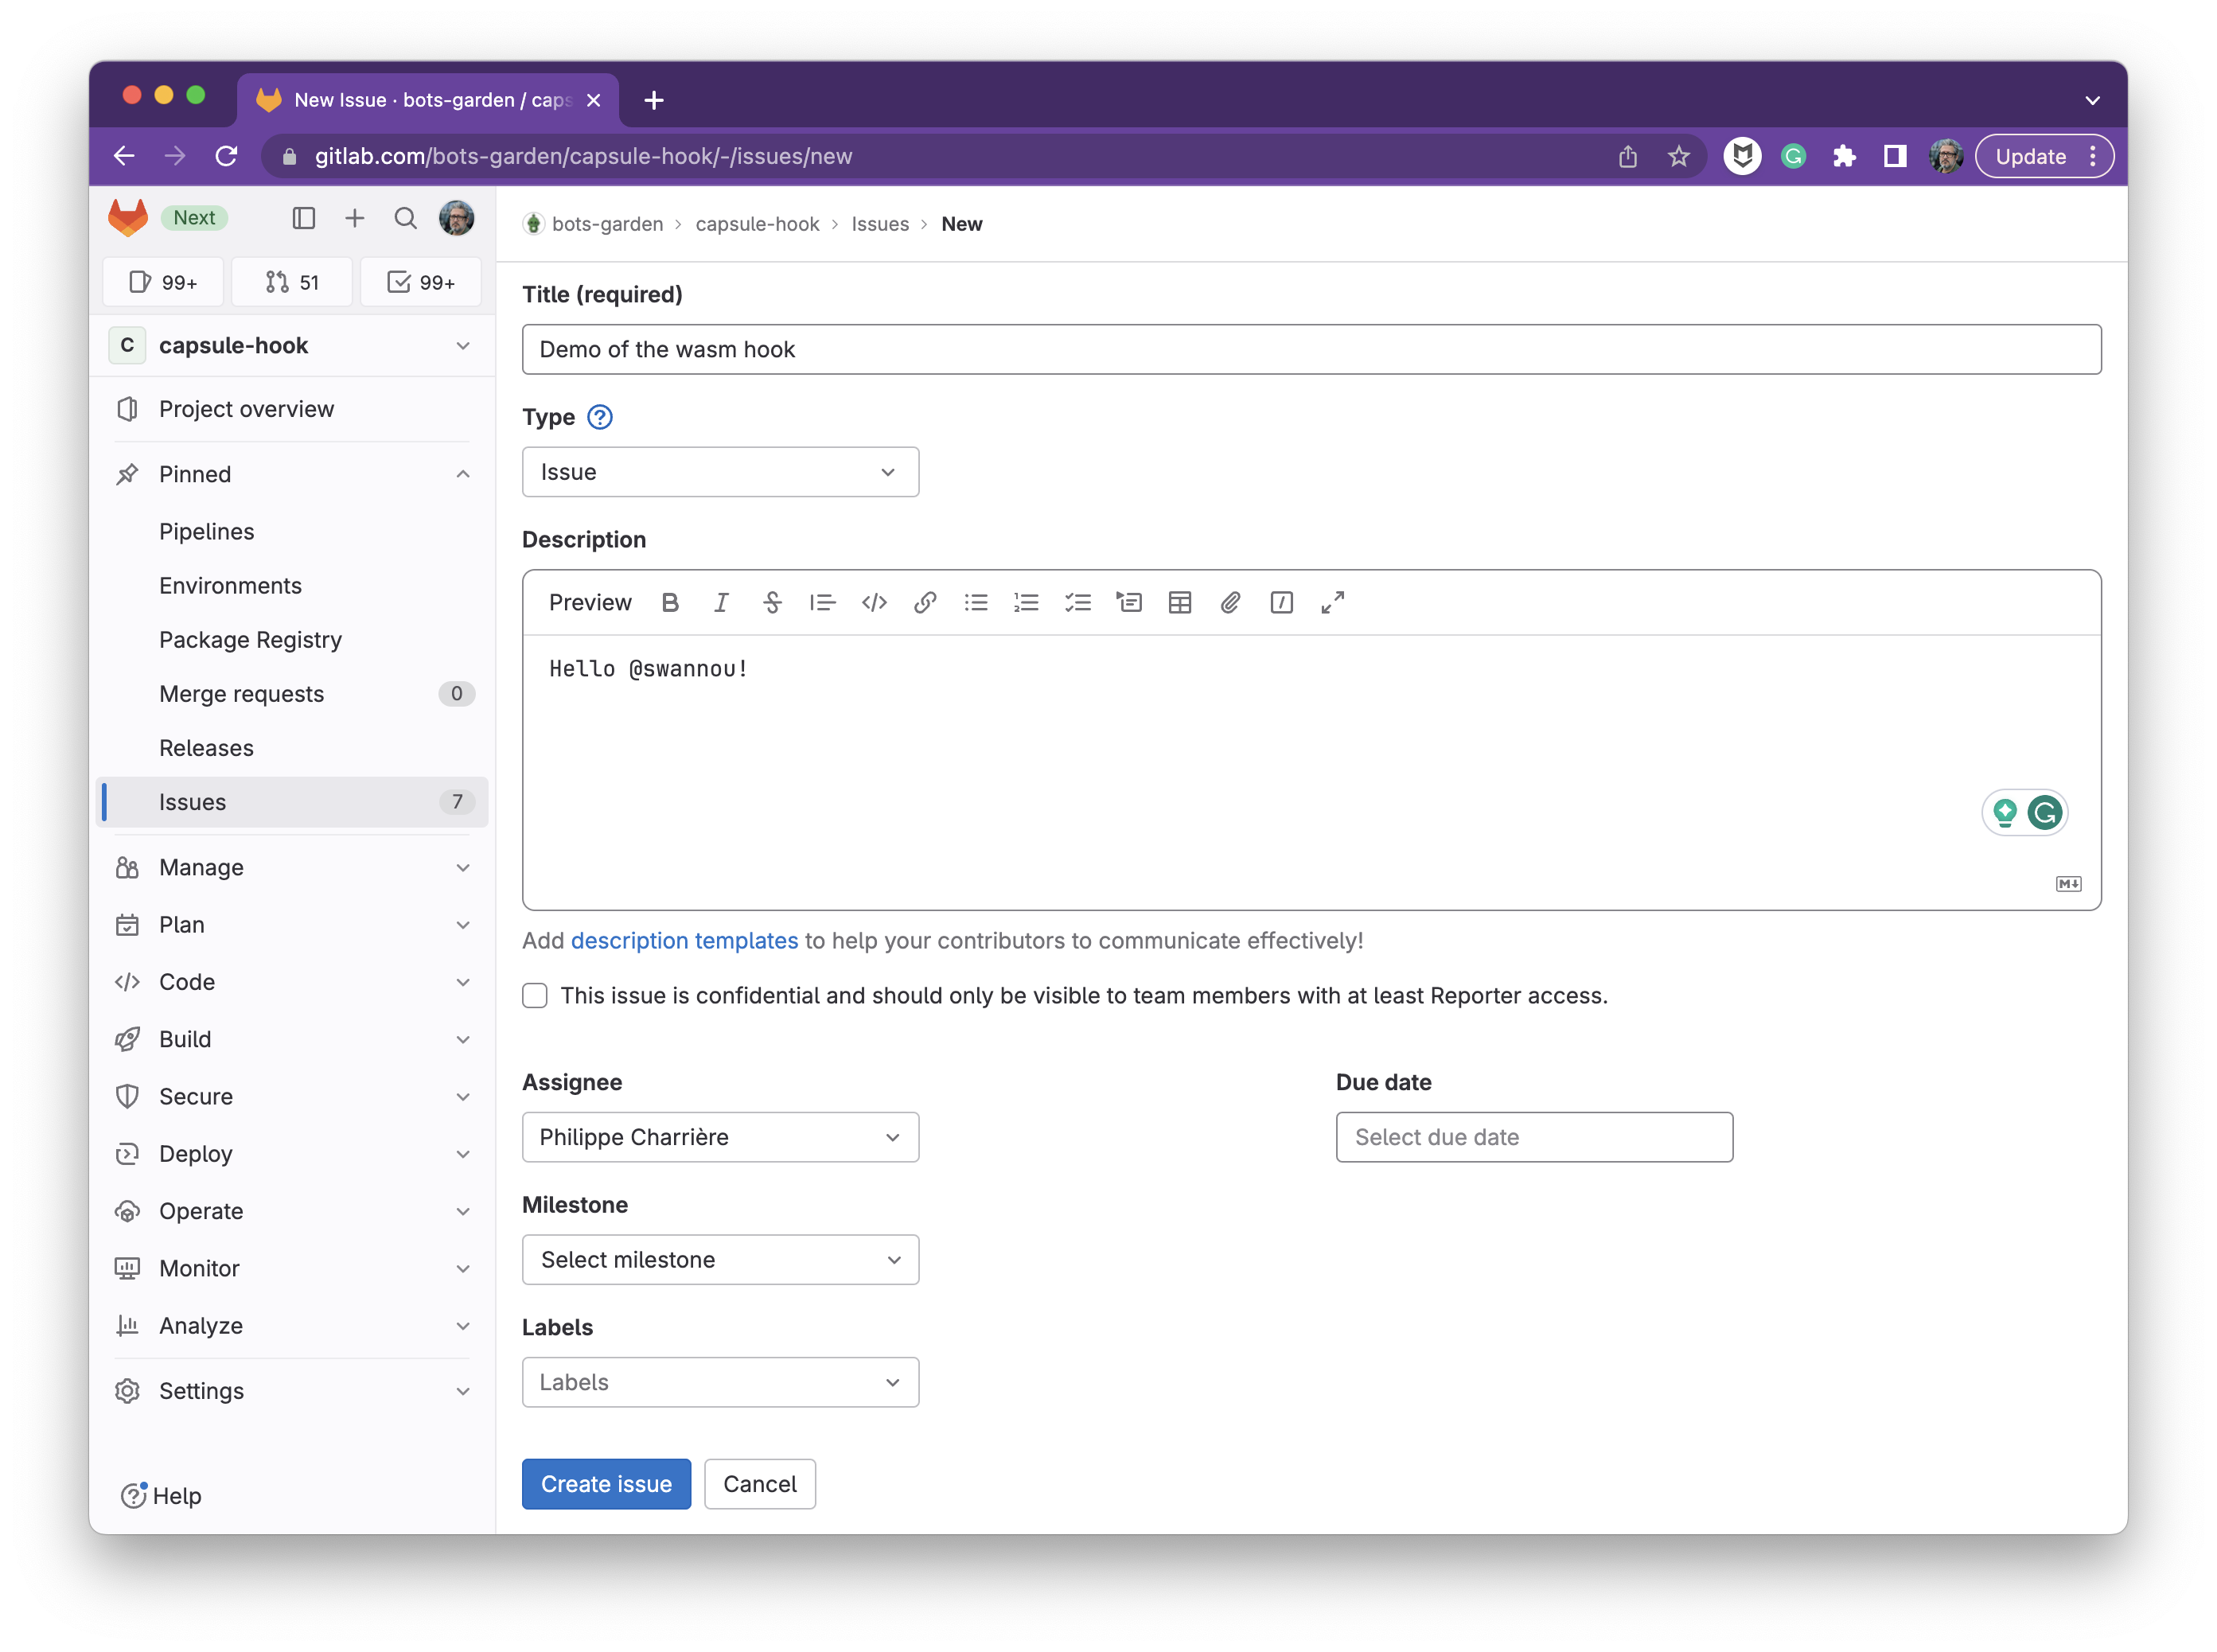 New Issue · bots-garden / caps
gitlab.com/bots-garden/capsule-hook/-/issues/new
Update
Next
99+
51
99+
C
capsule-hook
Project overview
Pinned
Pipelines
Environments
Package Registry
Merge requests 0
Releases
Issues 7
Manage
Plan
Code
Build
Secure
Deploy
Operate
Monitor
Analyze
Settings
Help
bots-garden › capsule-hook › Issues › New
Title (required)
Demo of the wasm hook
Type
Issue
Description
Preview
Hello @swannou!
Add description templates to help your contributors to communicate effectively!
This issue is confidential and should only be visible to team members with at least Reporter access.
Assignee
Due date
Philippe Charrière
Select due date
Milestone
Select milestone
Labels
Labels
Create issue
Cancel